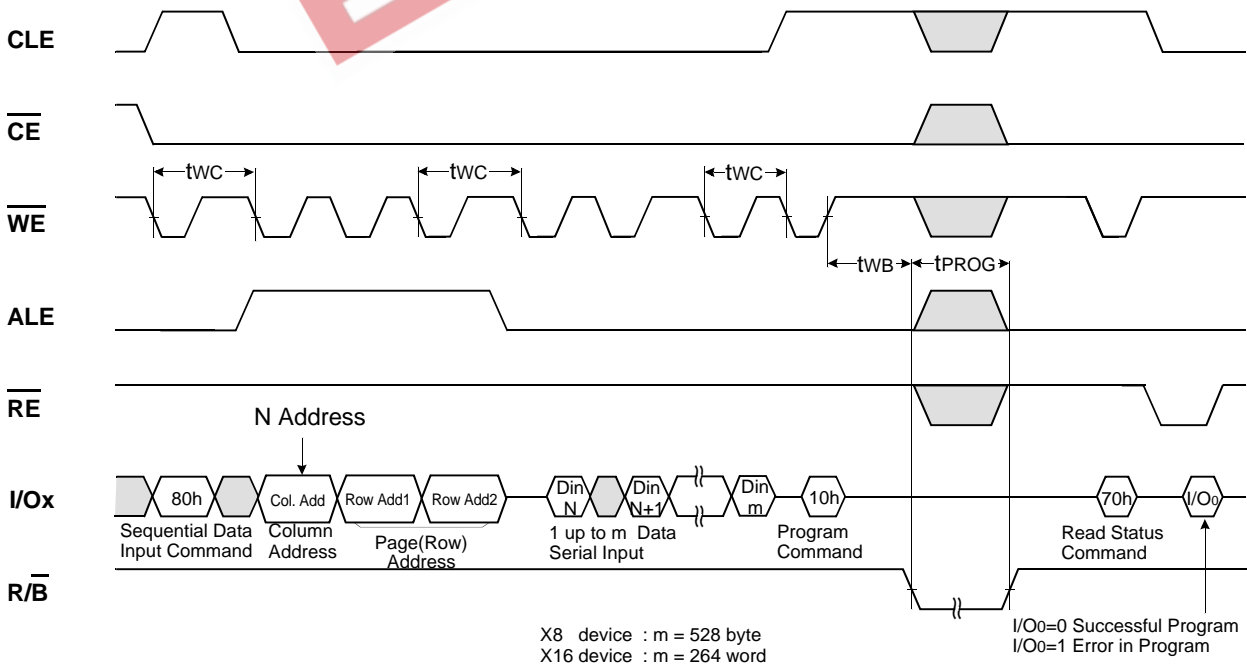 CLE
CE
tWC
tWC
tWC
WE
tWB
tPROG
ALE
RE
N Address
I/Ox
80h
Col. Add
Row Add1
Row Add2
Din N
Din N+1
Din m
10h
70h
I/O0
Sequential Data
Input Command
Column
Address
Page(Row)
Address
1 up to m Data
Serial Input
Program
Command
Read Status
Command
R/B
X8 device : m = 528 byte
X16 device : m = 264 word
I/O0=0 Successful Program
I/O0=1 Error in Program